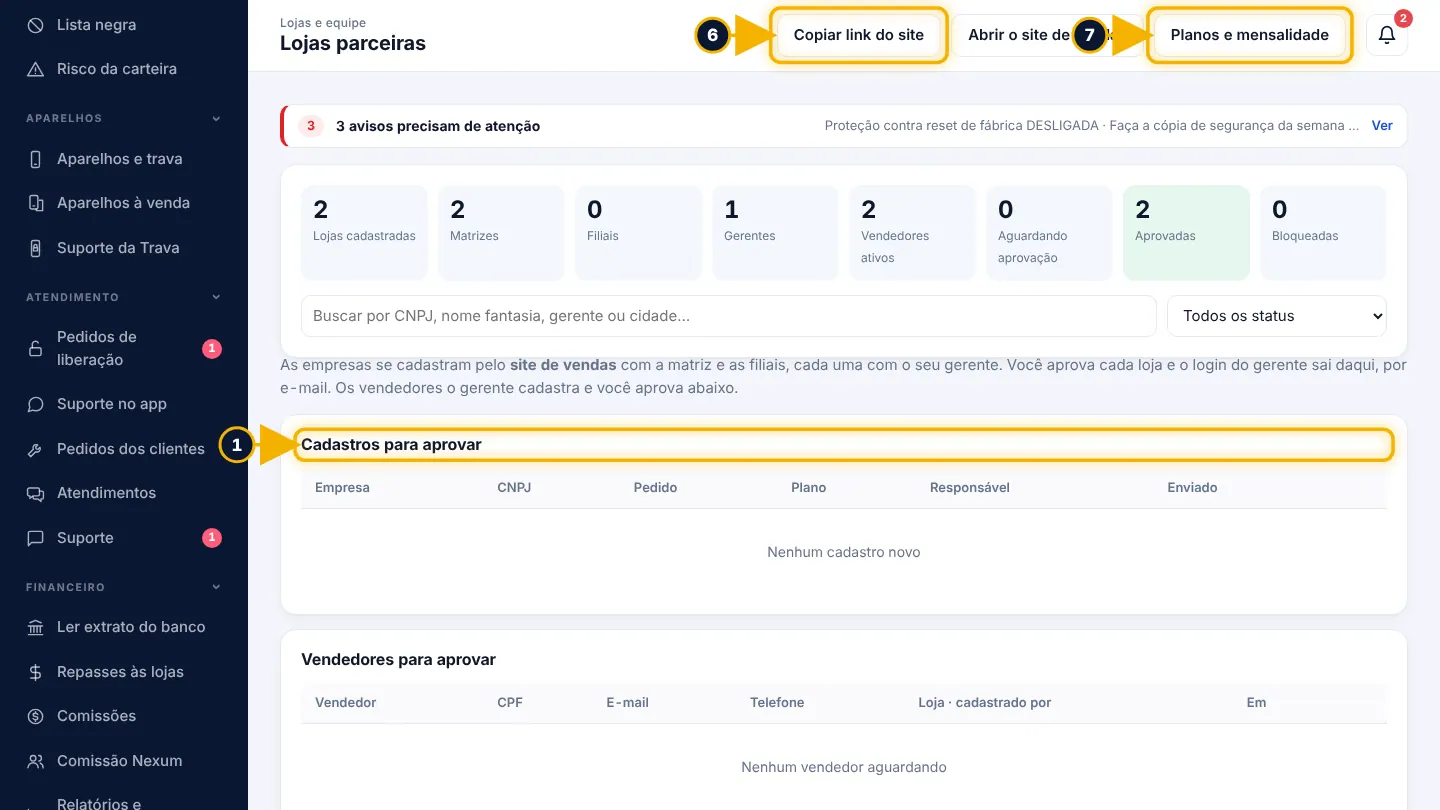 Lista negra
Risco da carteira
APARELHOS
Aparelhos e trava
Aparelhos à venda
Suporte da Trava
ATENDIMENTO
Pedidos de
liberação
1
Suporte no app
Pedidos dos clientes
Atendimentos
Suporte
1
FINANCEIRO
Ler extrato do banco
Repasses às lojas
Comissões
Comissão Nexum
Relatórios e
Lojas e equipe
Lojas parceiras
6
Copiar link do site
Abrir o site de
7
Planos e mensalidade
2
3
3 avisos precisam de atenção
Proteção contra reset de fábrica DESLIGADA · Faça a cópia de segurança da semana ...
Ver
2
Lojas cadastradas
2
Matrizes
0
Filiais
1
Gerentes
2
Vendedores
ativos
0
Aguardando
aprovação
2
Aprovadas
0
Bloqueadas
Buscar por CNPJ, nome fantasia, gerente ou cidade...
Todos os status
As empresas se cadastram pelo site de vendas com a matriz e as filiais, cada uma com o seu gerente. Você aprova cada loja e o login do gerente sai daqui, por
e-mail. Os vendedores o gerente cadastra e você aprova abaixo.
1
Cadastros para aprovar
Empresa CNPJ Pedido Plano Responsável Enviado
Nenhum cadastro novo
Vendedores para aprovar
Vendedor CPF E-mail Telefone Loja · cadastrado por Em
Nenhum vendedor aguardando